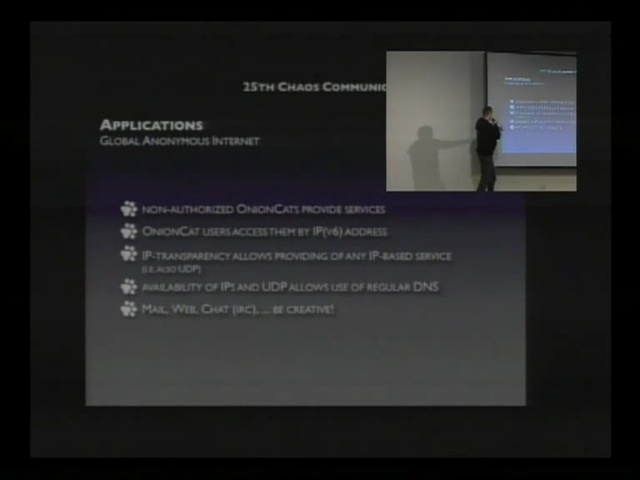 25th Chaos Communic
Applications
Global Anonymous Internet
non-authorized OnionCats provide services
OnionCat users access them by IP(v6) address
IP-transparency allows providing of any IP-based service
(i.e. also UDP)
availability of IPs and UDP allows use of regular DNS
Mail, Web, Chat (IRC), ... be creative!